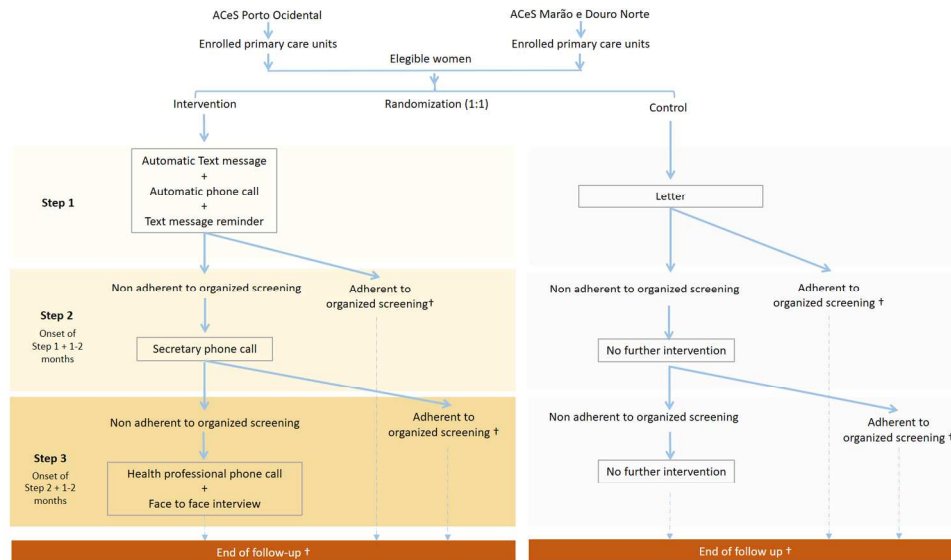 ACeS Porto Ocidental
ACeS Marão e Douro Norte
Enrolled primary care units
Enrolled primary care units
Elegible women
Intervention
Randomization (1:1)
Control
Step 1
Automatic Text message
+
Automatic phone call
+
Text message reminder
Letter
Step 2
Onset of
Step 1 + 1-2
months
Non adherent to organized screening
Adherent to
organized screening†
Secretary phone call
Non adherent to organized screening
Adherent to
organized screening †
No further intervention
Step 3
Onset of
Step 2 + 1-2
months
Non adherent to organized screening
Adherent to
organized screening †
Health professional phone call
+
Face to face interview
Non adherent to organized screening
Adherent to
organized screening †
No further intervention
End of follow-up †
End of follow up †